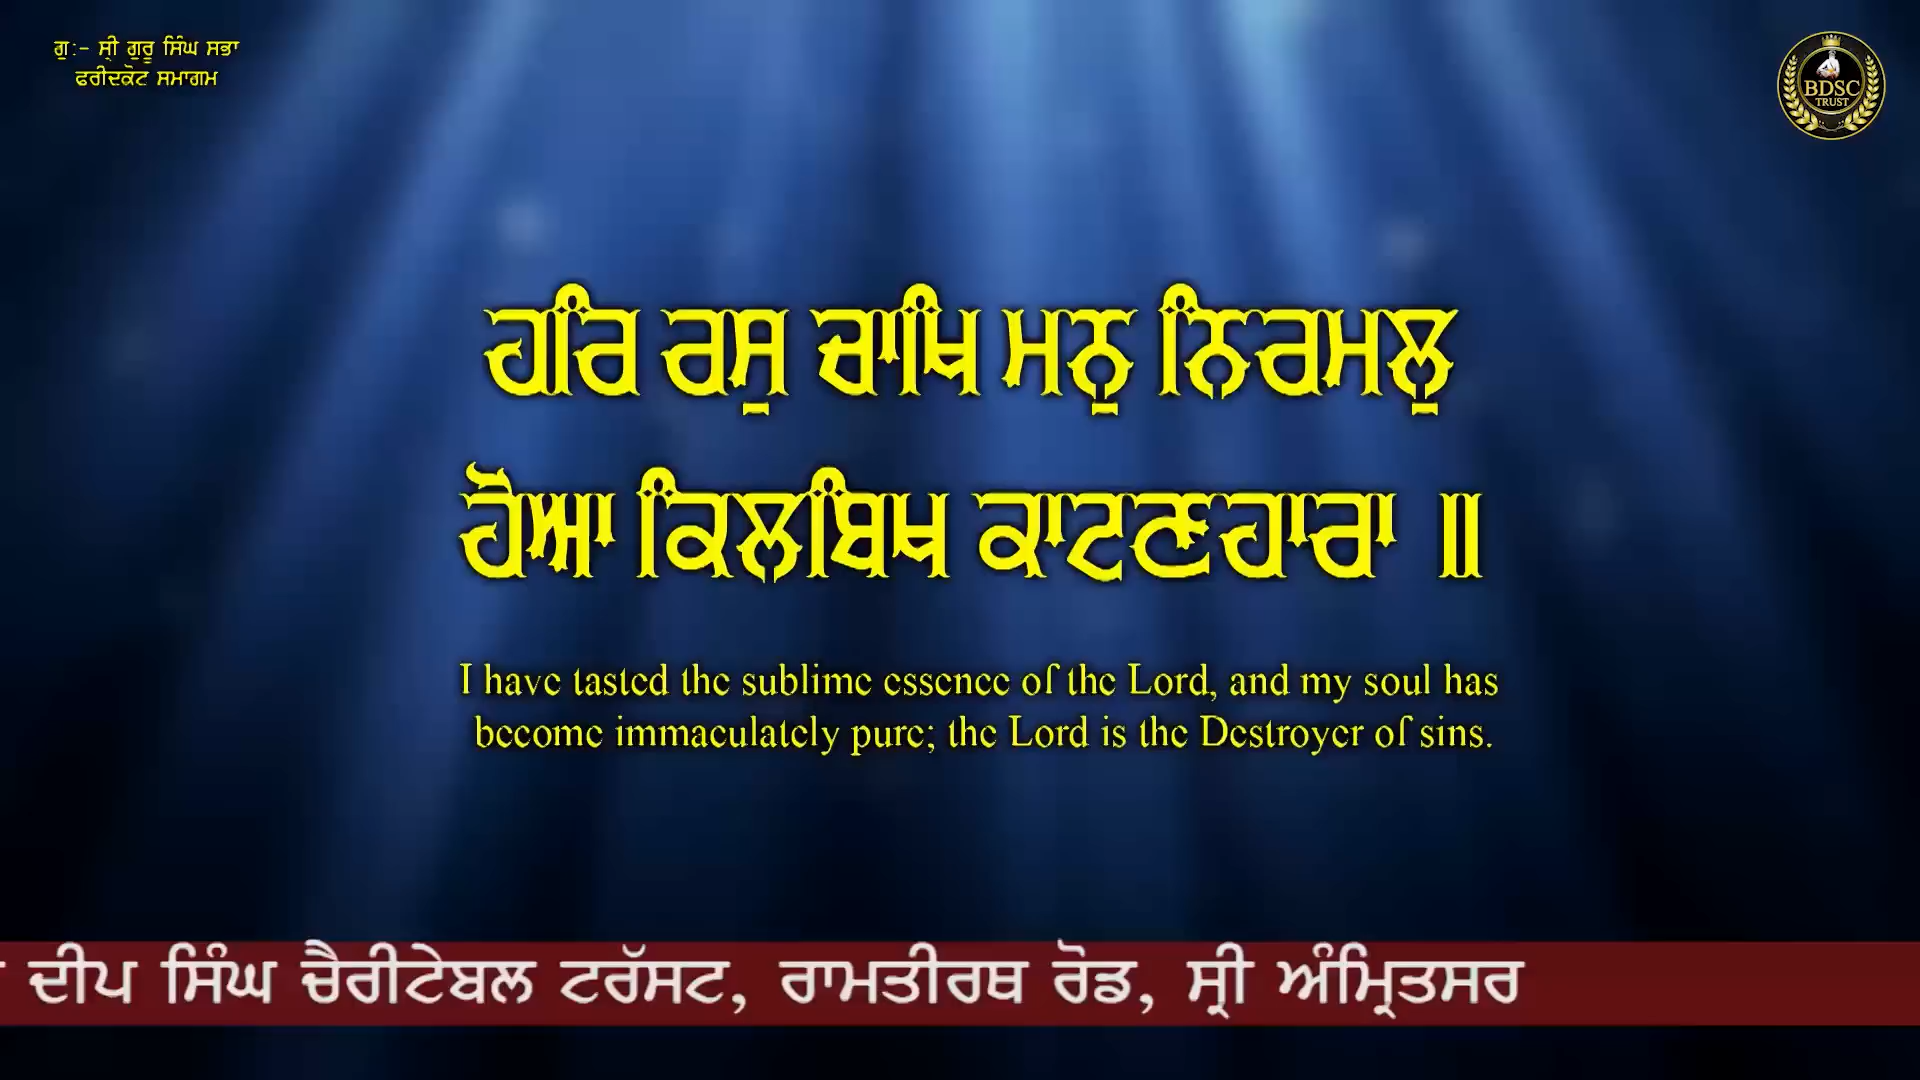 ਗੁ:- ਸ੍ਰੀ ਗੁਰੂ ਸਿੰਘ ਸਭਾ
ਫਰੀਦਕੋਟ ਸਮਾਗਮ
BDSC
TRUST
ਹਰਿ ਰਸੁ ਚਾਖਿ ਮਨੁ ਨਿਰਮਲੁ
ਹੋਆ ਕਿਲਬਿਖ ਕਾਟਣਹਾਰਾ ॥
I have tasted the sublime essence of the Lord, and my soul has
become immaculately pure; the Lord is the Destroyer of sins.
ਦੀਪ ਸਿੰਘ ਚੈਰੀਟੇਬਲ ਟਰੱਸਟ, ਰਾਮਤੀਰਥ ਰੋਡ, ਸ੍ਰੀ ਅੰਮ੍ਰਿਤਸਰ